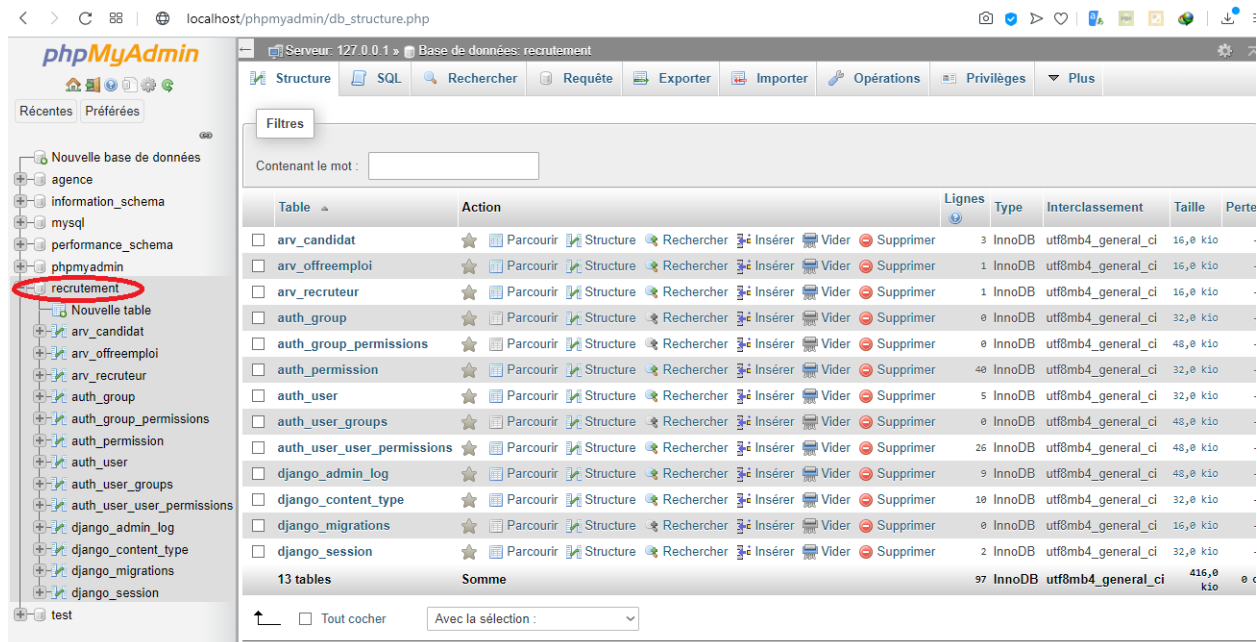 localhost/phpmyadmin/db_structure.php
phpMyAdmin
Récentes Préférées
Nouvelle base de données
agence
information_schema
mysql
performance_schema
phpmyadmin
recrutement
Nouvelle table
arv_candidat
arv_offreemploi
arv_recruteur
auth_group
auth_group_permissions
auth_permission
auth_user
auth_user_groups
auth_user_user_permissions
django_admin_log
django_content_type
django_migrations
django_session
test
Serveur: 127.0.0.1 » Base de données: recrutement
Structure SQL Rechercher Requête Exporter Importer Opérations Privilèges Plus
Filtres
Contenant le mot :
Table Action Lignes Type Interclassement Taille Perte
arv_candidat Parcourir Structure Rechercher Insérer Vider Supprimer 3 InnoDB utf8mb4_general_ci 16,0 kio -
arv_offreemploi Parcourir Structure Rechercher Insérer Vider Supprimer 1 InnoDB utf8mb4_general_ci 16,0 kio -
arv_recruteur Parcourir Structure Rechercher Insérer Vider Supprimer 1 InnoDB utf8mb4_general_ci 16,0 kio -
auth_group Parcourir Structure Rechercher Insérer Vider Supprimer 0 InnoDB utf8mb4_general_ci 32,0 kio -
auth_group_permissions Parcourir Structure Rechercher Insérer Vider Supprimer 0 InnoDB utf8mb4_general_ci 48,0 kio -
auth_permission Parcourir Structure Rechercher Insérer Vider Supprimer 40 InnoDB utf8mb4_general_ci 32,0 kio -
auth_user Parcourir Structure Rechercher Insérer Vider Supprimer 5 InnoDB utf8mb4_general_ci 32,0 kio -
auth_user_groups Parcourir Structure Rechercher Insérer Vider Supprimer 0 InnoDB utf8mb4_general_ci 48,0 kio -
auth_user_user_permissions Parcourir Structure Rechercher Insérer Vider Supprimer 26 InnoDB utf8mb4_general_ci 48,0 kio -
django_admin_log Parcourir Structure Rechercher Insérer Vider Supprimer 9 InnoDB utf8mb4_general_ci 48,0 kio -
django_content_type Parcourir Structure Rechercher Insérer Vider Supprimer 10 InnoDB utf8mb4_general_ci 32,0 kio -
django_migrations Parcourir Structure Rechercher Insérer Vider Supprimer 0 InnoDB utf8mb4_general_ci 16,0 kio -
django_session Parcourir Structure Rechercher Insérer Vider Supprimer 2 InnoDB utf8mb4_general_ci 32,0 kio -
13 tables Somme 97 InnoDB utf8mb4_general_ci 416,0 kio 0
Tout cocher Avec la sélection :